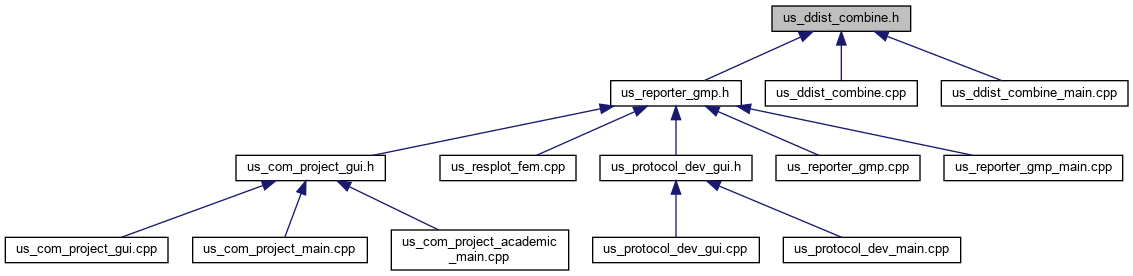 us_ddist_combine.h
us_reporter_gmp.h
us_ddist_combine.cpp
us_ddist_combine_main.cpp
us_com_project_gui.h
us_resplot_fem.cpp
us_protocol_dev_gui.h
us_reporter_gmp.cpp
us_reporter_gmp_main.cpp
us_com_project_gui.cpp
us_com_project_main.cpp
us_com_project_academic
_main.cpp
us_protocol_dev_gui.cpp
us_protocol_dev_main.cpp